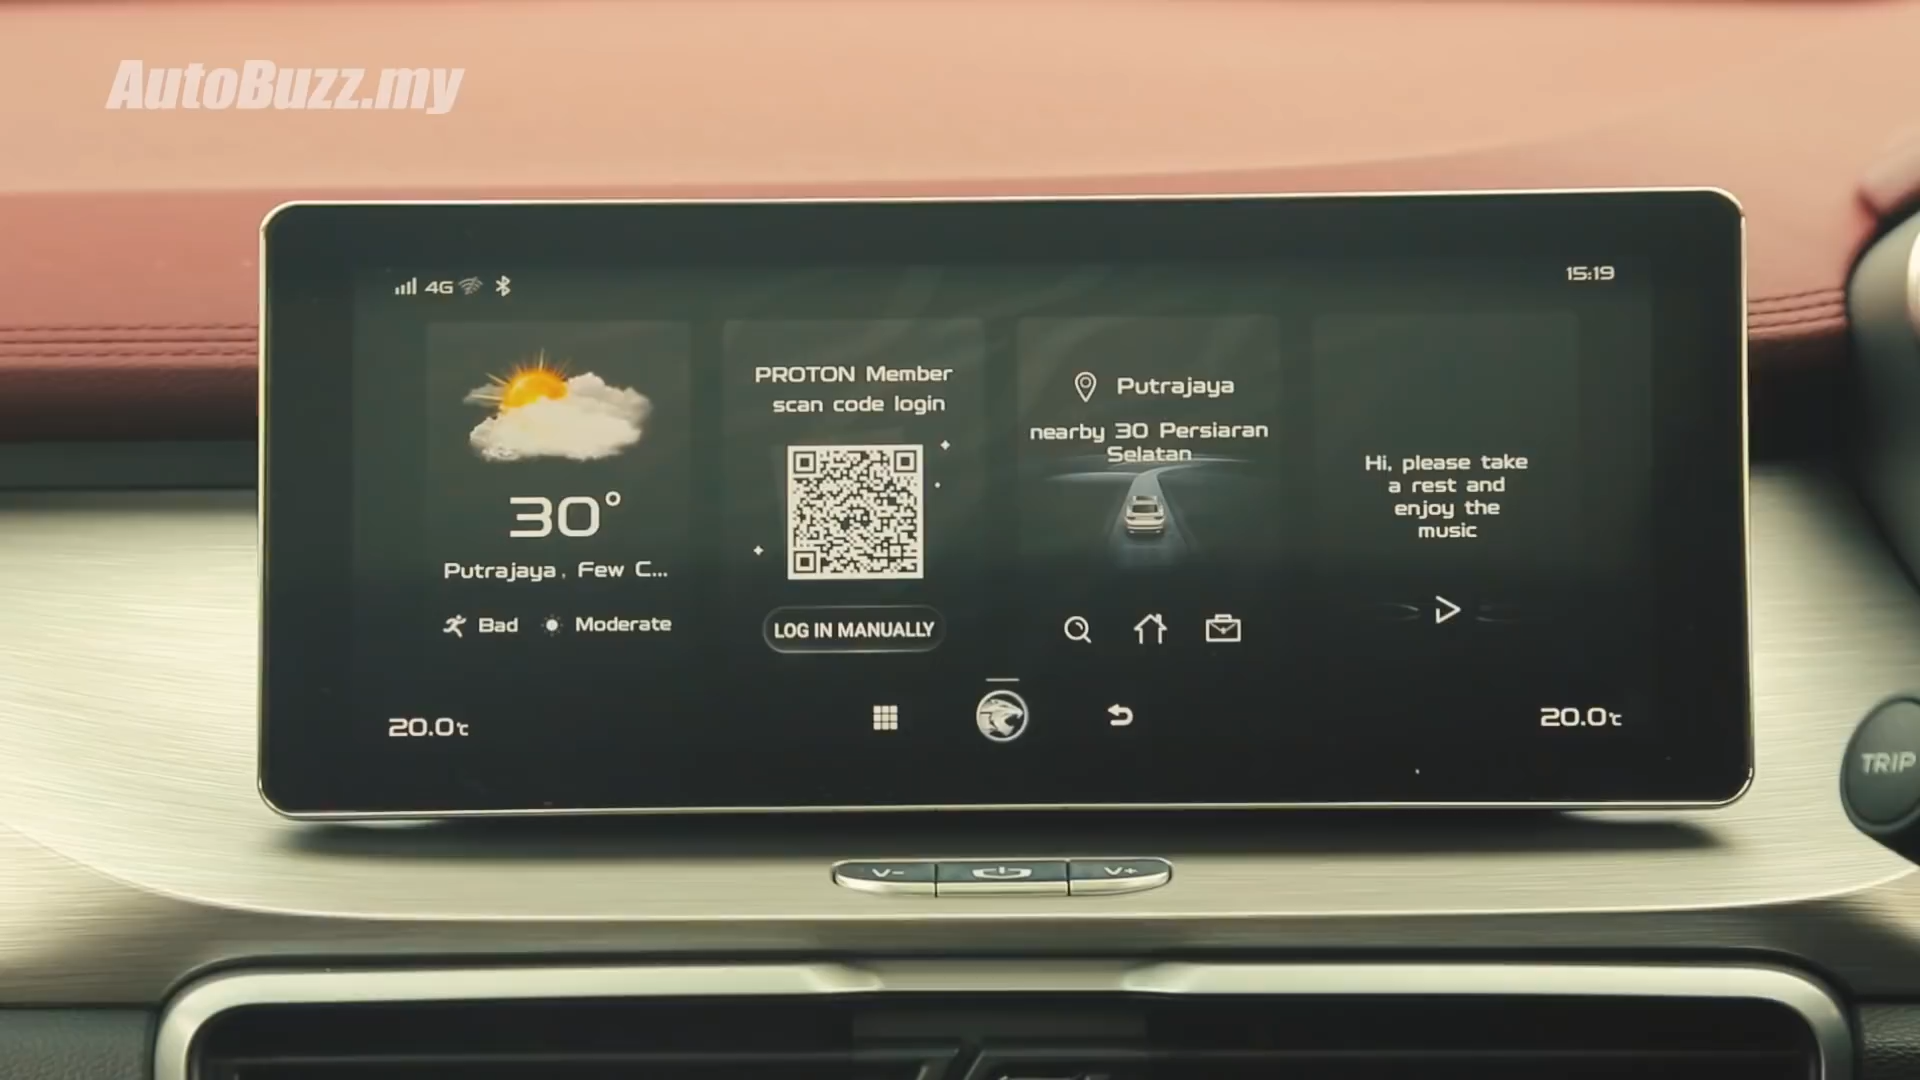 AutoBuzz.my
4G
15:19
PROTON Member
scan code login
LOG IN MANUALLY
30°
Putrajaya, Few C...
Bad
Moderate
Putrajaya
nearby 30 Persiaran
Selatan
Hi, please take
a rest and
enjoy the
music
20.0℃
20.0℃
TRIP
V-
V+